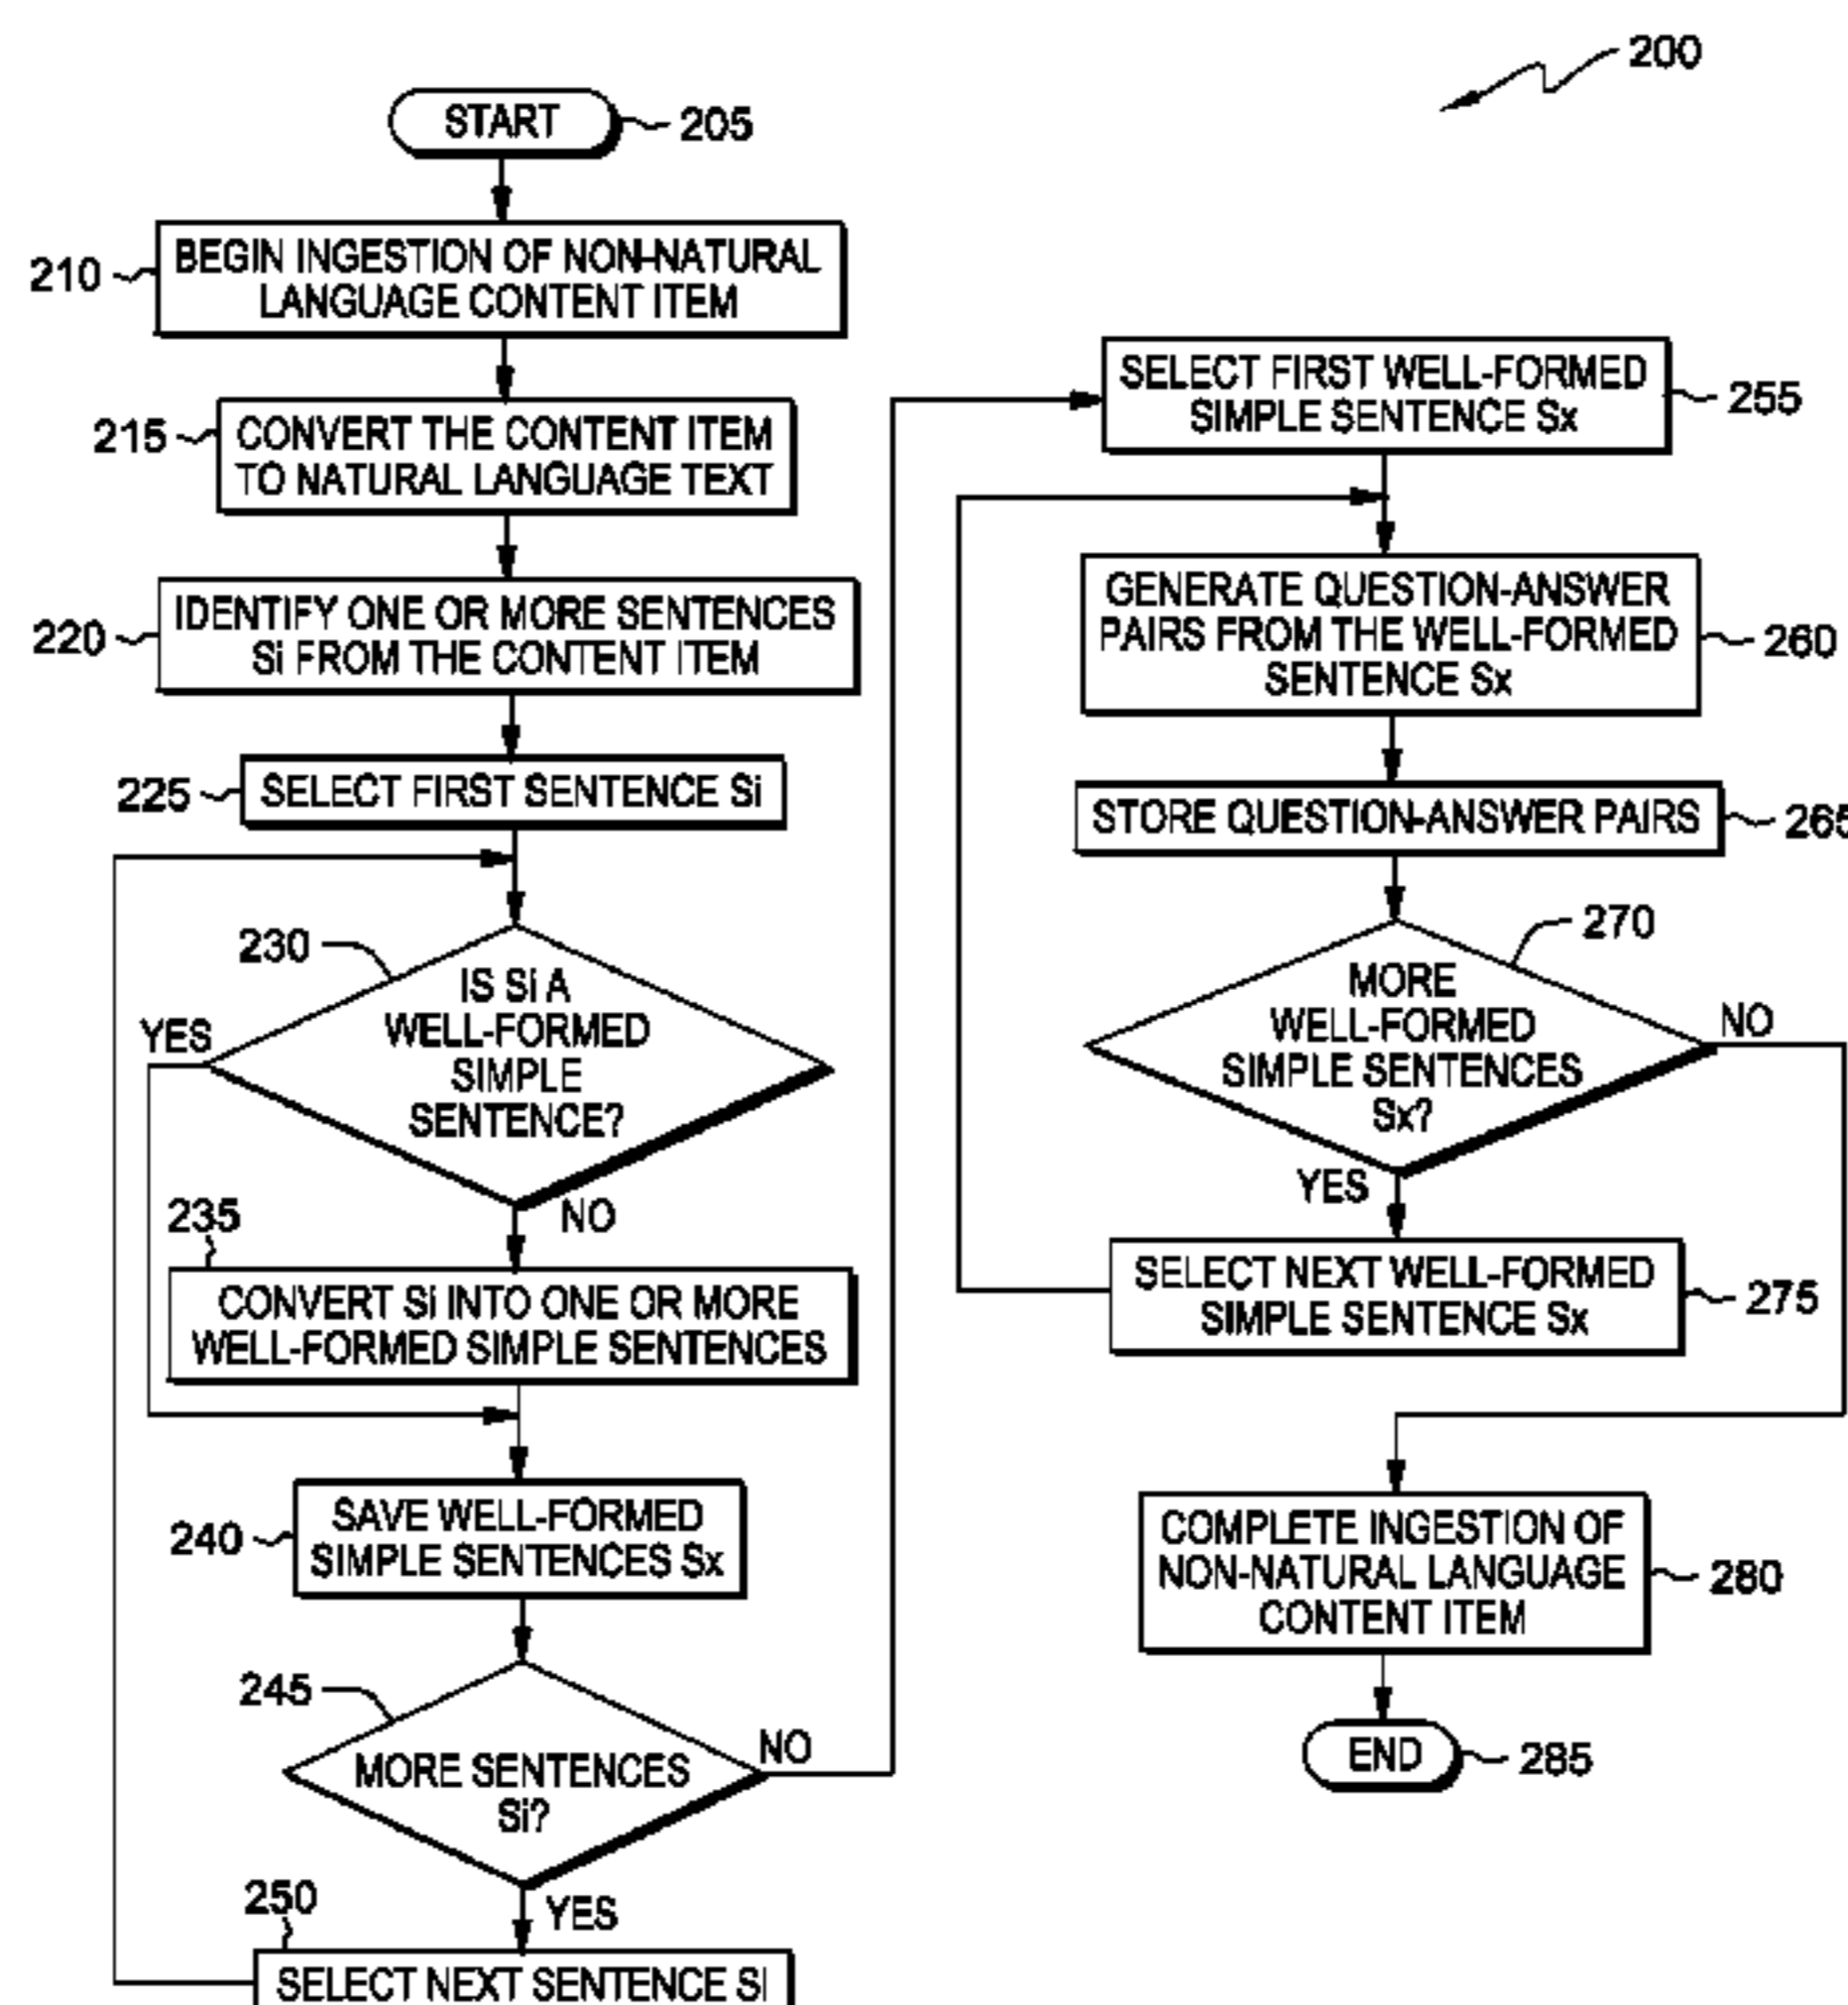 200
START
205
210
BEGIN INGESTION OF NON-NATURAL
LANGUAGE CONTENT ITEM
215
CONVERT THE CONTENT ITEM
TO NATURAL LANGUAGE TEXT
220
IDENTIFY ONE OR MORE SENTENCES
Si FROM THE CONTENT ITEM
225
SELECT FIRST SENTENCE Si
230
IS Si A
WELL-FORMED
SIMPLE
SENTENCE?
YES
NO
235
CONVERT Si INTO ONE OR MORE
WELL-FORMED SIMPLE SENTENCES
240
SAVE WELL-FORMED
SIMPLE SENTENCES Sx
245
MORE SENTENCES
Si?
NO
YES
250
SELECT NEXT SENTENCE Si
SELECT FIRST WELL-FORMED
SIMPLE SENTENCE Sx
255
GENERATE QUESTION-ANSWER
PAIRS FROM THE WELL-FORMED
SENTENCE Sx
260
STORE QUESTION-ANSWER PAIRS
265
270
MORE
WELL-FORMED
SIMPLE SENTENCES
Sx?
NO
YES
SELECT NEXT WELL-FORMED
SIMPLE SENTENCE Sx
275
COMPLETE INGESTION OF
NON-NATURAL LANGUAGE
CONTENT ITEM
280
END
285